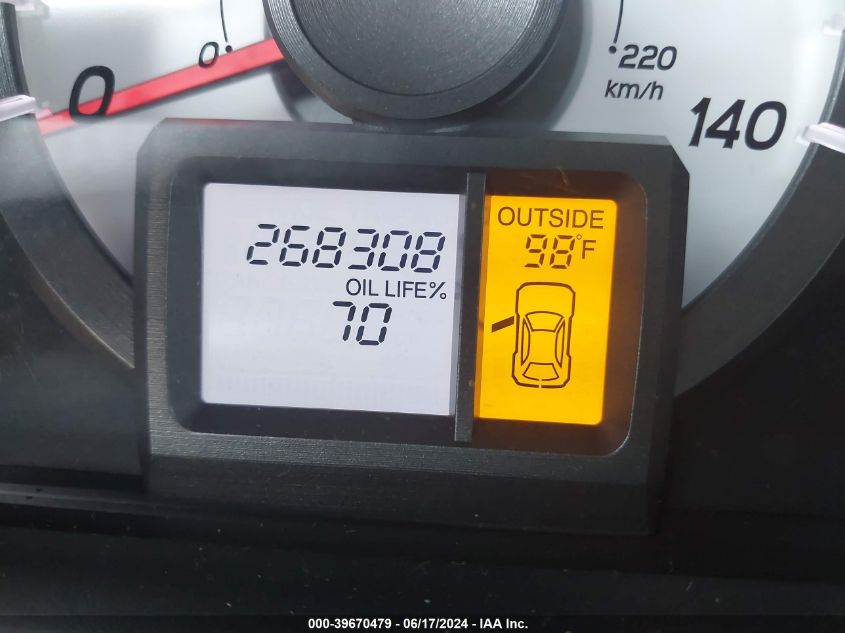 0
0
220
km/h
140
268308
OIL LIFE%
70
OUTSIDE
98°F
000-39670479 - 06/17/2024 - IAA Inc.